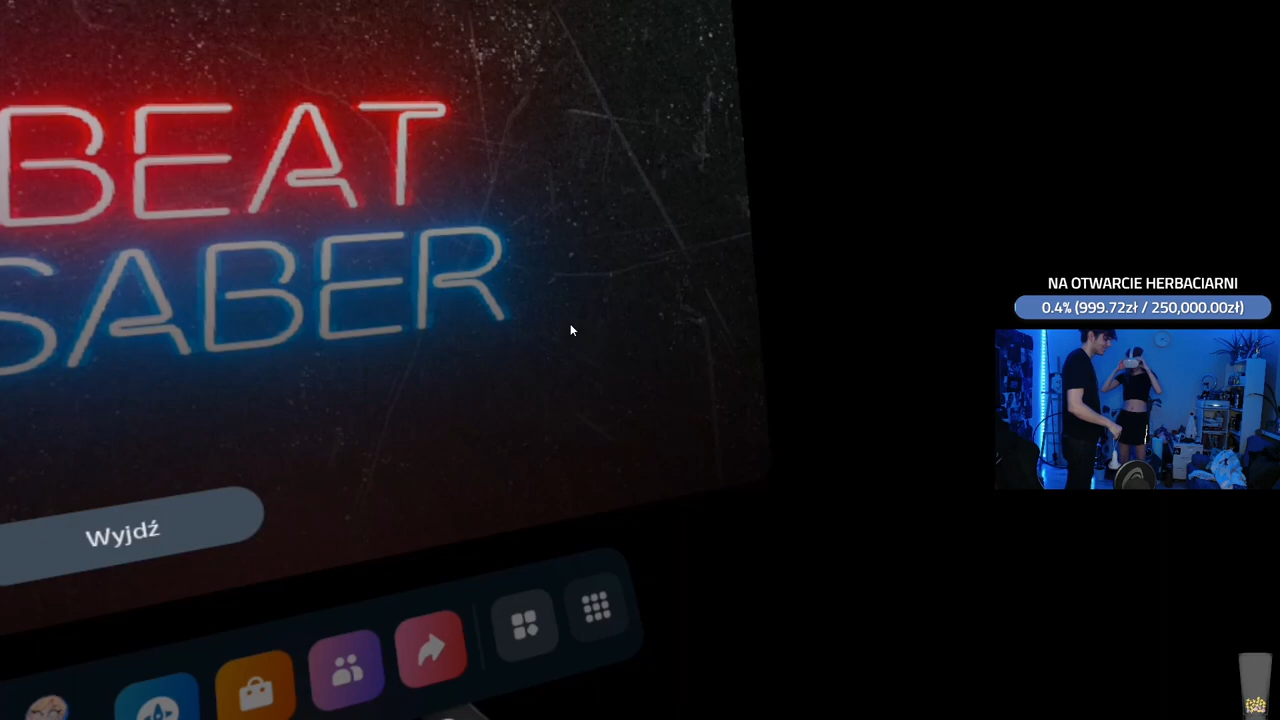 BEAT
SABER
NA OTWARCIE HERBACIARNI
0.4% (999.72zł / 250,000.00zł)
Wyjdź